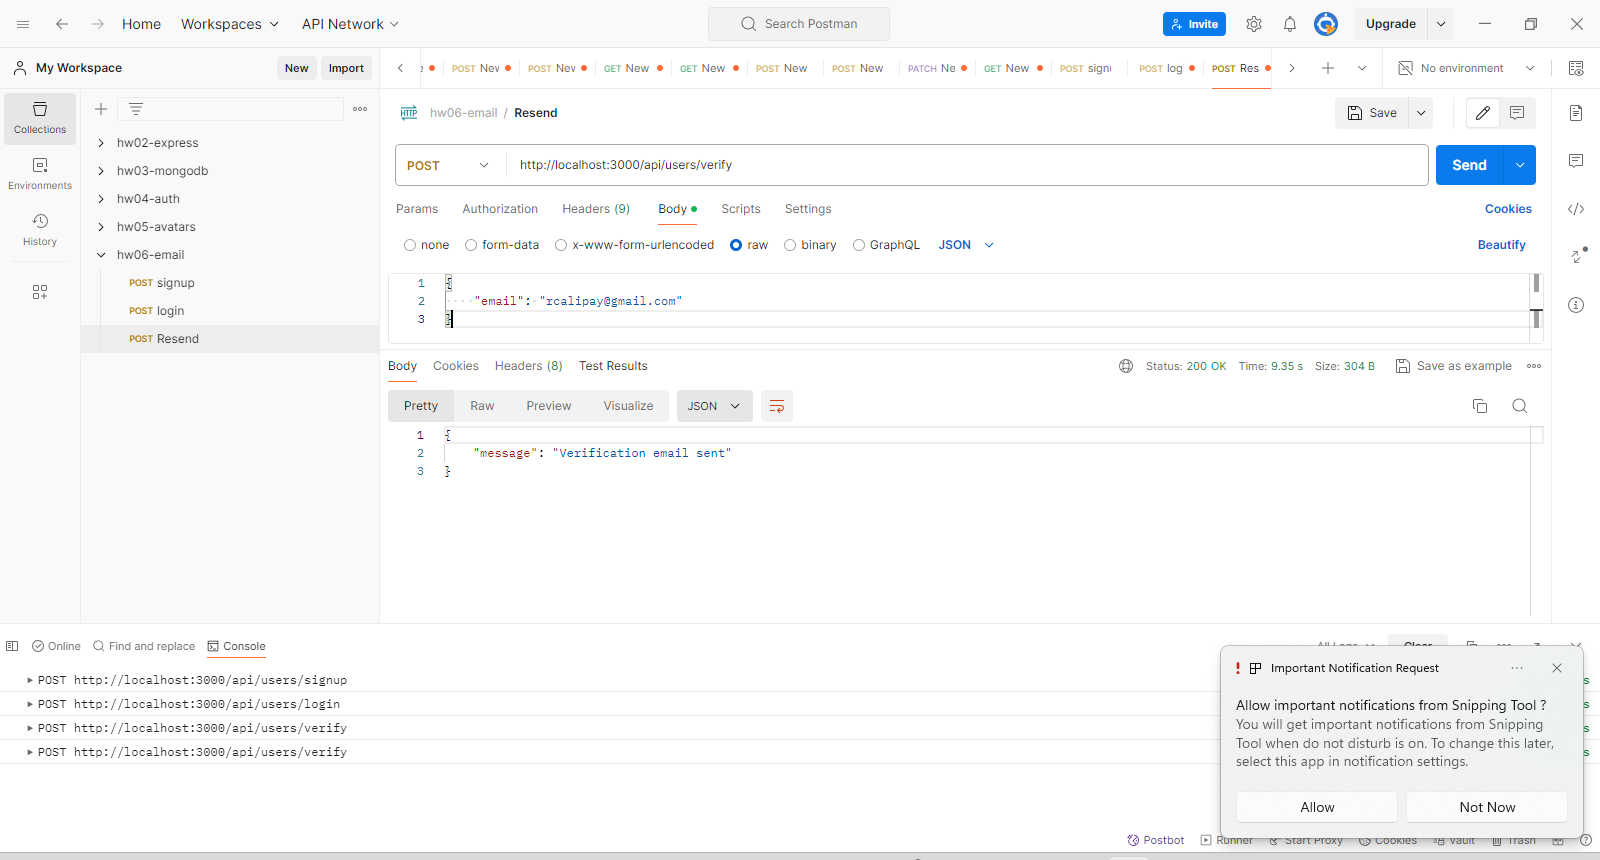 Home
Workspaces
API Network
Search Postman
Invite
Upgrade
My Workspace
New
Import
POST New
POST New
GET New
GET New
POST New
POST New
PATCH Ne
GET New
POST sign
POST log
POST Res
No environment
Collections
Environments
History
hw02-express
hw03-mongodb
hw04-auth
hw05-avatars
hw06-email
POST signup
POST login
POST Resend
HTTP hw06-email / Resend
Save
POST
http://localhost:3000/api/users/verify
Send
Params
Authorization
Headers (9)
Body
Scripts
Settings
Cookies
none
form-data
x-www-form-urlencoded
raw
binary
GraphQL
JSON
Beautify
1 {
2 "email": "rcalipay@gmail.com"
3 }
Body
Cookies
Headers (8)
Test Results
Status: 200 OK
Time: 9.35 s
Size: 304 B
Save as example
Pretty
Raw
Preview
Visualize
JSON
1 {
2 "message": "Verification email sent"
3 }
Online
Find and replace
Console
All Logs
Clear
POST http://localhost:3000/api/users/signup
POST http://localhost:3000/api/users/login
POST http://localhost:3000/api/users/verify
POST http://localhost:3000/api/users/verify
s
s
s
s
Important Notification Request
Allow important notifications from Snipping Tool ?
You will get important notifications from Snipping
Tool when do not disturb is on. To change this later,
select this app in notification settings.
Allow
Not Now
Postbot
Runner
Start Proxy
Cookies
Vault
Trash